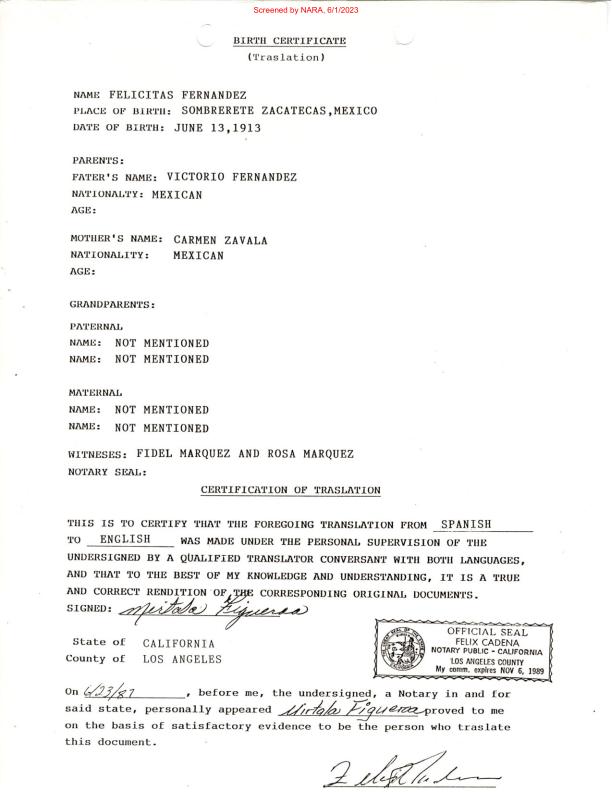 Screened by NARA, 6/1/2023
BIRTH CERTIFICATE
(Traslation)
NAME FELICITAS FERNANDEZ
PLACE OF BIRTH: SOMBRERETE ZACATECAS,MEXICO
DATE OF BIRTH: JUNE 13,1913
PARENTS:
FATER'S NAME: VICTORIO FERNANDEZ
NATIONALTY: MEXICAN
AGE:
MOTHER'S NAME: CARMEN ZAVALA
NATIONALITY: MEXICAN
AGE:
GRANDPARENTS:
PATERNAL
NAME: NOT MENTIONED
NAME: NOT MENTIONED
MATERNAL
NAME: NOT MENTIONED
NAME: NOT MENTIONED
WITNESES: FIDEL MARQUEZ AND ROSA MARQUEZ
NOTARY SEAL:
CERTIFICATION OF TRASLATION
THIS IS TO CERTIFY THAT THE FOREGOING TRANSLATION FROM SPANISH
TO ENGLISH WAS MADE UNDER THE PERSONAL SUPERVISION OF THE
UNDERSIGNED BY A QUALIFIED TRANSLATOR CONVERSANT WITH BOTH LANGUAGES,
AND THAT TO THE BEST OF MY KNOWLEDGE AND UNDERSTANDING, IT IS A TRUE
AND CORRECT RENDITION OF THE CORRESPONDING ORIGINAL DOCUMENTS.
SIGNED: Mirtala Figueroa
State of CALIFORNIA
County of LOS ANGELES
OFFICIAL SEAL
FELIX CADENA
NOTARY PUBLIC - CALIFORNIA
LOS ANGELES COUNTY
My comm. expires NOV 6, 1989
On 6/23/87, before me, the undersigned, a Notary in and for
said state, personally appeared Mirtala Figueroa proved to me
on the basis of satisfactory evidence to be the person who traslate
this document.